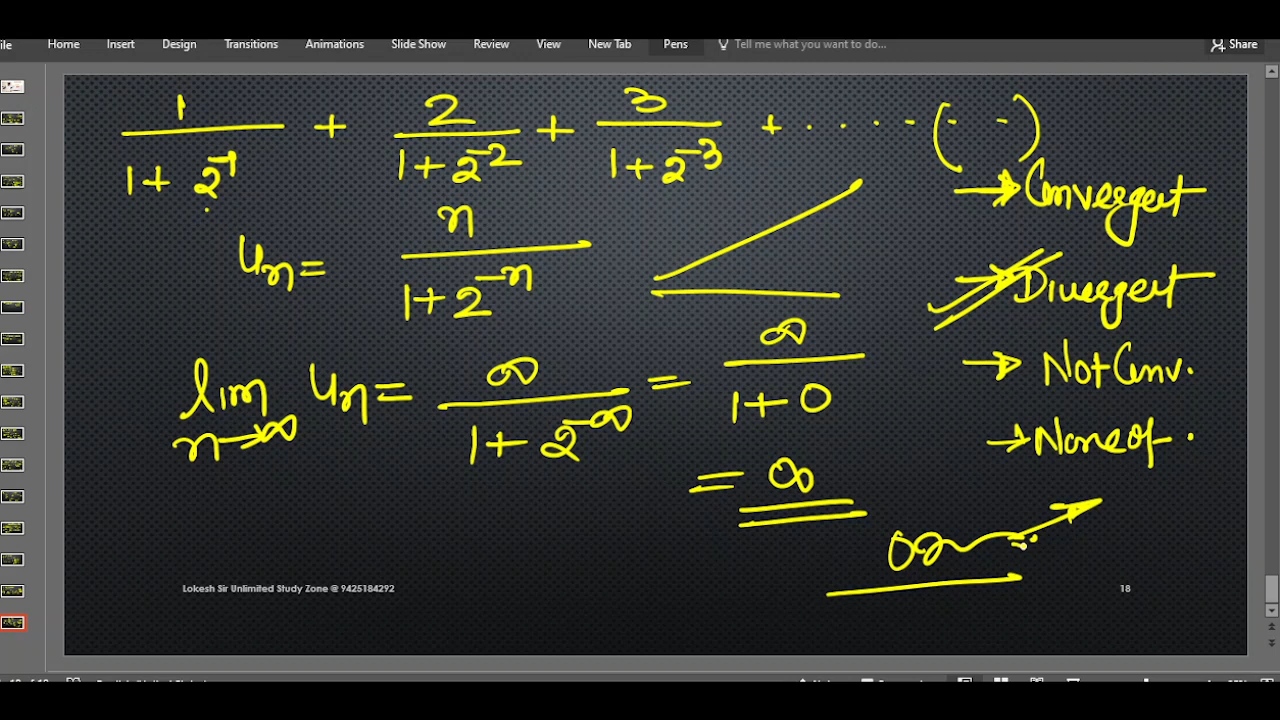 File Home Insert Design Transitions Animations Slide Show Review View New Tab Pens Tell me what you want to do... Share
1/(1+2^-1) + 2/(1+2^-2) + 3/(1+2^-3) + ..... ( )
→ Convergent
u_n = n/(1+2^-n)
→ Divergent
lim n→∞ u_n = ∞/(1+2^-∞) = ∞/(1+0)
→ Not Conv.
→ None of .
= ∞
Lokesh Sir Unlimited Study Zone @ 9425184292
18